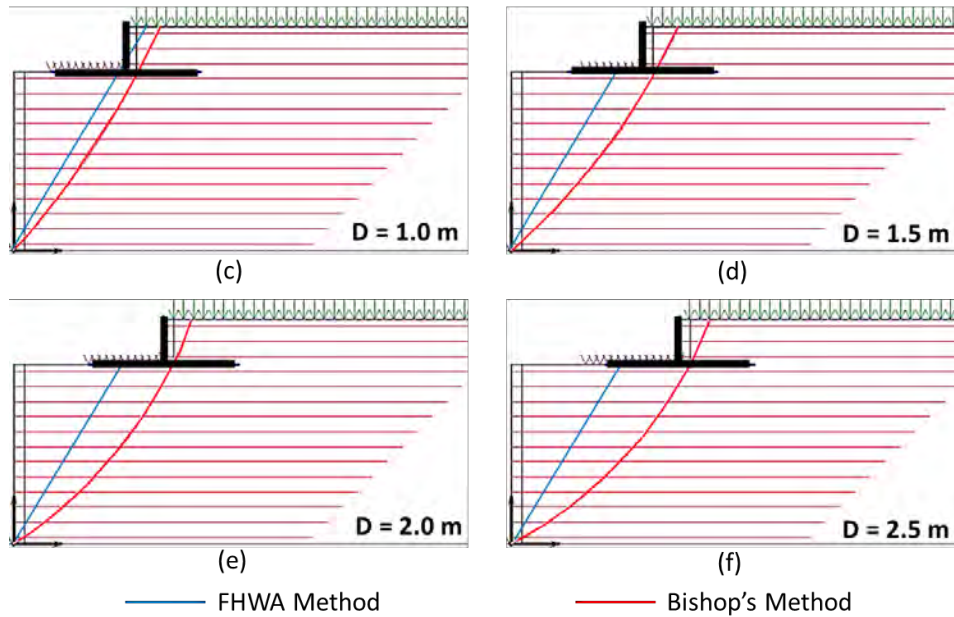 D = 1.0 m
D = 1.5 m
(c)
(d)
D = 2.0 m
D = 2.5 m
(e)
(f)
FHWA Method
Bishop's Method